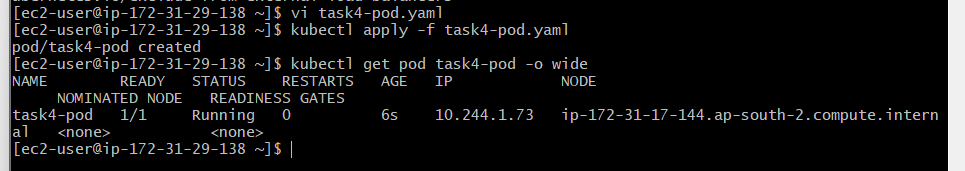 [ec2-user@ip-172-31-29-138 ~]$ vi task4-pod.yaml
[ec2-user@ip-172-31-29-138 ~]$ kubectl apply -f task4-pod.yaml
pod/task4-pod created
[ec2-user@ip-172-31-29-138 ~]$ kubectl get pod task4-pod -o wide
NAME        READY   STATUS    RESTARTS   AGE   IP            NODE
     NOMINATED NODE   READINESS GATES
task4-pod   1/1     Running   0          6s    10.244.1.73   ip-172-31-17-144.ap-south-2.compute.intern
al   <none>           <none>
[ec2-user@ip-172-31-29-138 ~]$